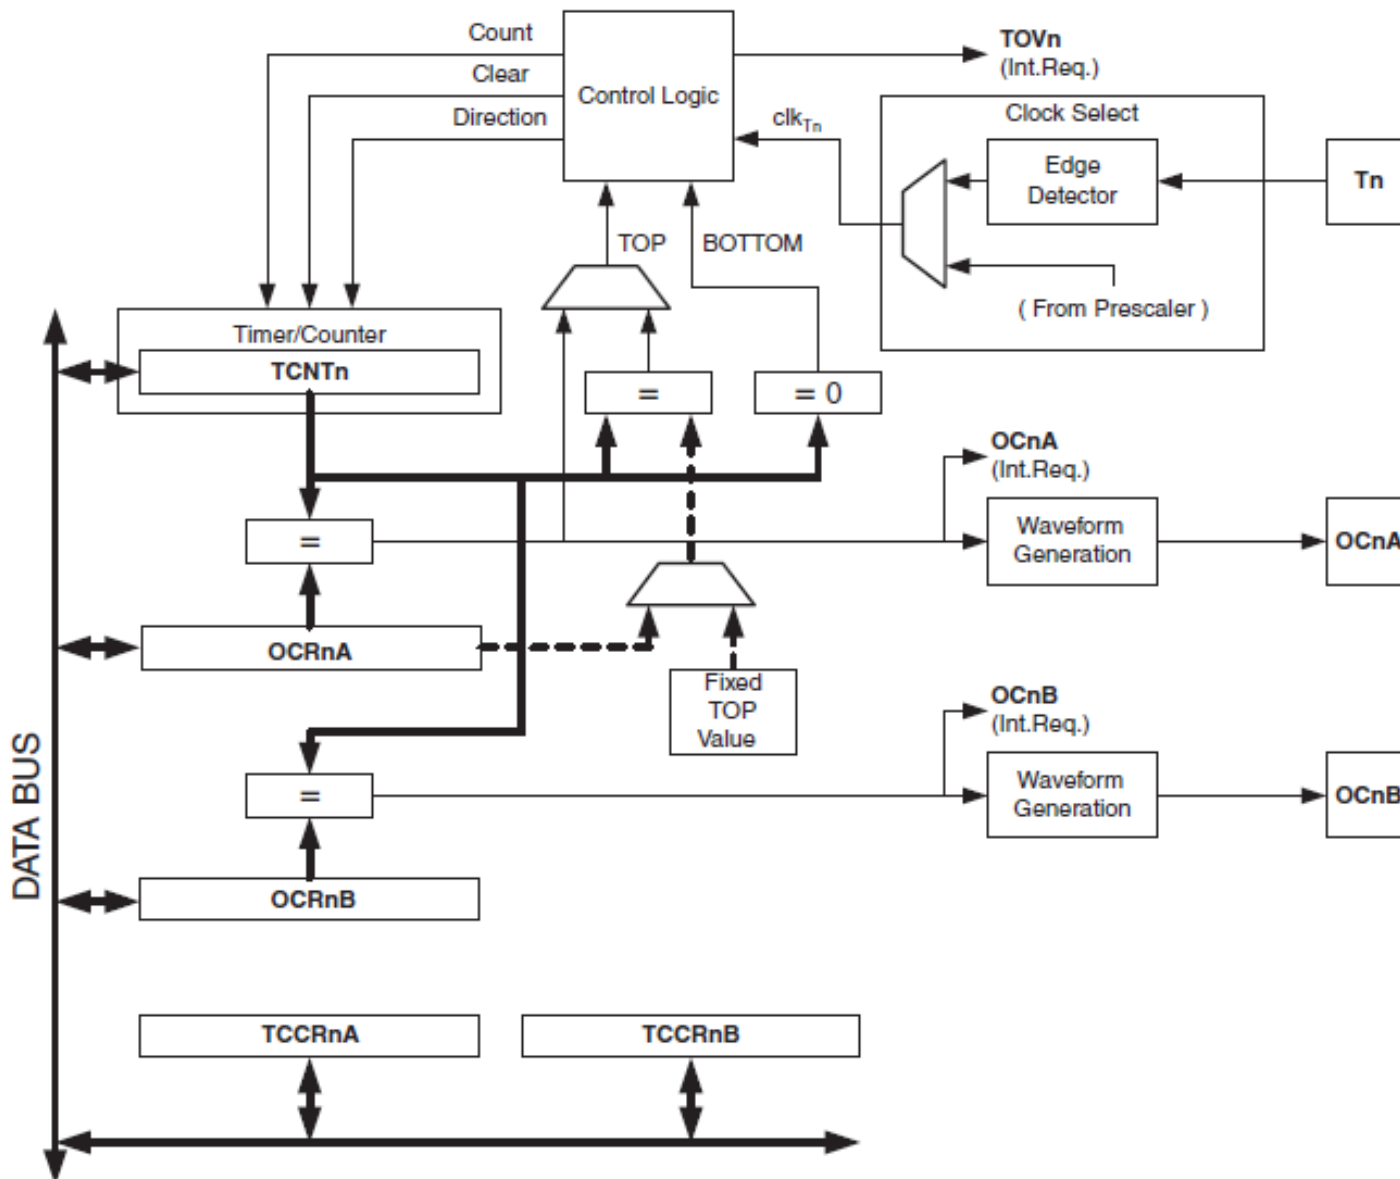 Count
Clear
Direction
Control Logic
TOVn
(Int.Req.)
clkTn
Clock Select
Edge
Detector
Tn
TOP
BOTTOM
( From Prescaler )
Timer/Counter
TCNTn
=
= 0
OCnA
(Int.Req.)
=
Waveform
Generation
OCnA
OCRnA
Fixed
TOP
Value
OCnB
(Int.Req.)
=
Waveform
Generation
OCnB
OCRnB
DATA BUS
TCCRnA
TCCRnB